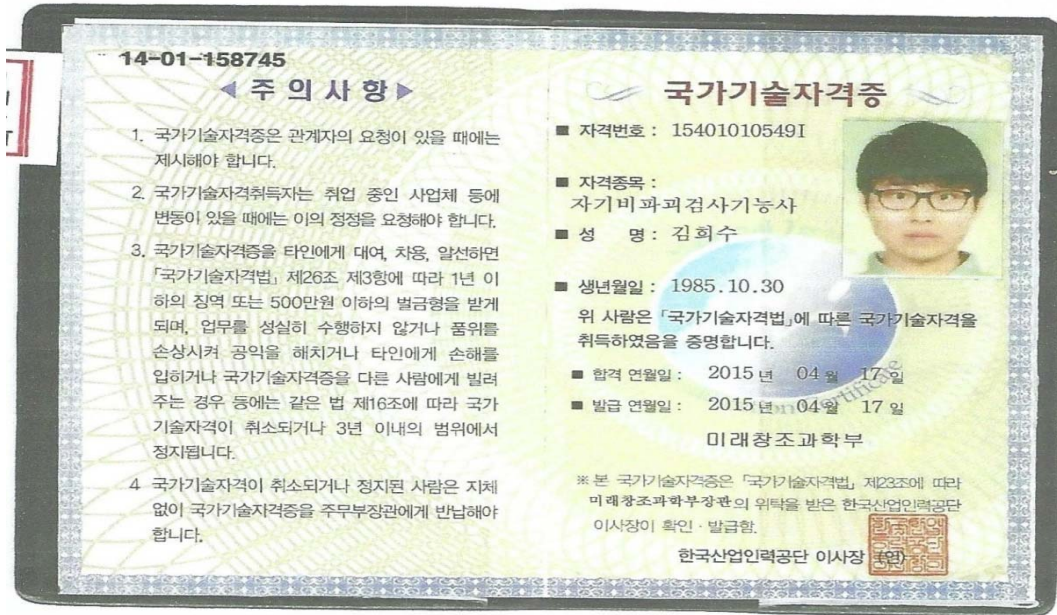 14-01-158745
◀주의사항▶
1. 국가기술자격증은 관계자의 요청이 있을 때에는
제시해야 합니다.
2. 국가기술자격취득자는 취업 중인 사업체 등에
변동이 있을 때에는 이의 정정을 요청해야 합니다.
3. 국가기술자격증을 타인에게 대여, 차용, 알선하면
「국가기술자격법」 제26조 제3항에 따라 1년 이
하의 징역 또는 500만원 이하의 벌금형을 받게
되며, 업무를 성실히 수행하지 않거나 품위를
손상시켜 공익을 해치거나 타인에게 손해를
입히거나 국가기술자격증을 다른 사람에게 빌려
주는 경우 등에는 같은 법 제16조에 따라 국가
기술자격이 취소되거나 3년 이내의 범위에서
정지됩니다.
4 국가기술자격이 취소되거나 정지된 사람은 지체
없이 국가기술자격증을 주무부장관에게 반납해야
합니다.
국가기술자격증
■ 자격번호 : 15401010549I
■ 자격종목 :
자기비파괴검사기능사
■ 성 명 : 김희수
■ 생년월일 : 1985.10.30
위 사람은 「국가기술자격법」에 따른 국가기술자격을
취득하였음을 증명합니다.
■ 합격 연월일 : 2015 년 04 월 17 일
■ 발급 연월일 : 2015 년 04 월 17 일
미래창조과학부
※ 본 국가기술자격증은 「국가기술자격법」 제23조에 따라
미래창조과학부장관의 위탁을 받은 한국산업인력공단
이사장이 확인 · 발급함.
한국산업인력공단 이사장 (인)